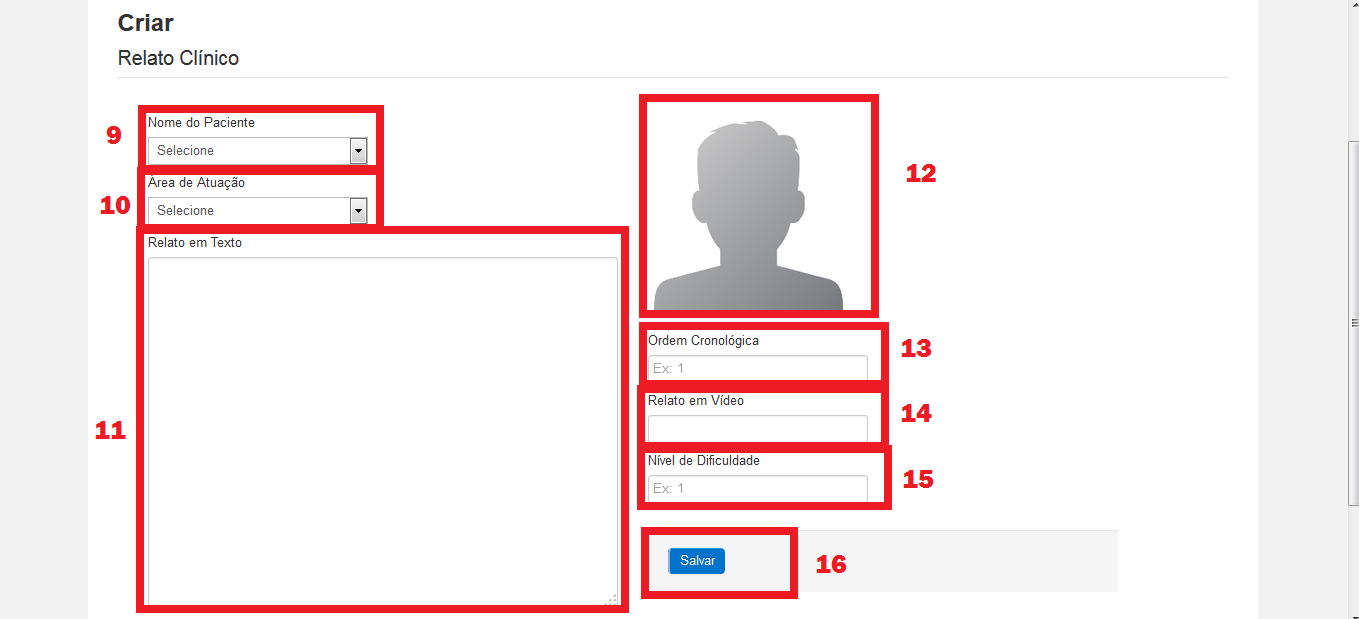 Criar
Relato Clínico
9
Nome do Paciente
Selecione
10
Area de Atuação
Selecione
11
Relato em Texto
12
13
Ordem Cronológica
Ex: 1
14
Relato em Vídeo
15
Nível de Dificuldade
Ex: 1
16
Salvar